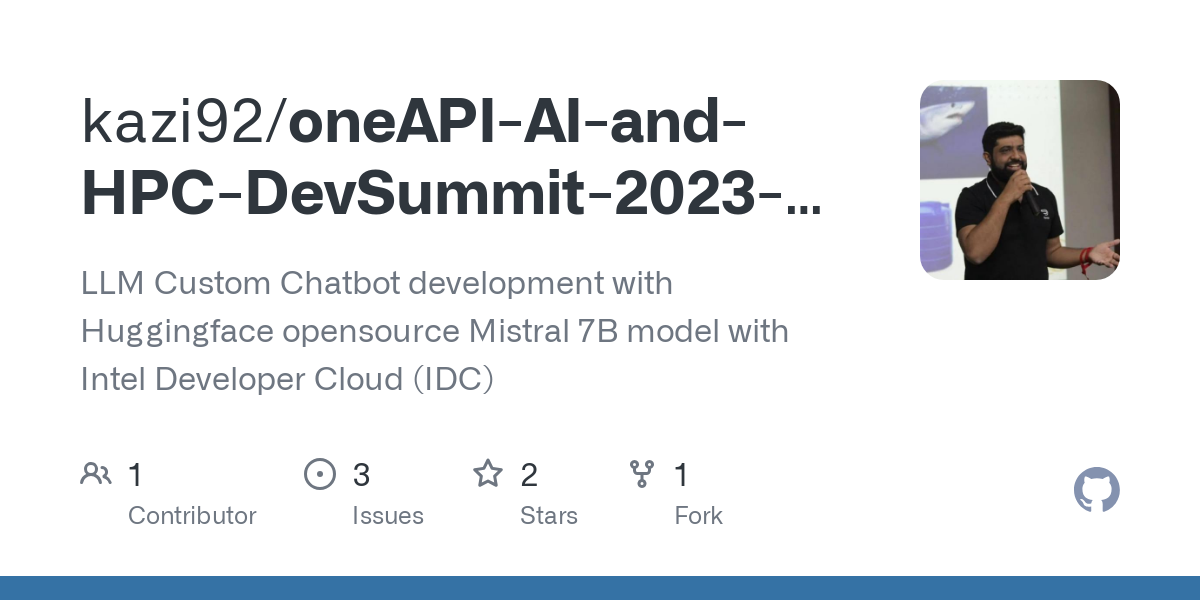 kazi92/oneAPI-AI-and-
HPC-DevSummit-2023-...
LLM Custom Chatbot development with
Huggingface opensource Mistral 7B model with
Intel Developer Cloud (IDC)
1
Contributor
3
Issues
2
Stars
1
Fork